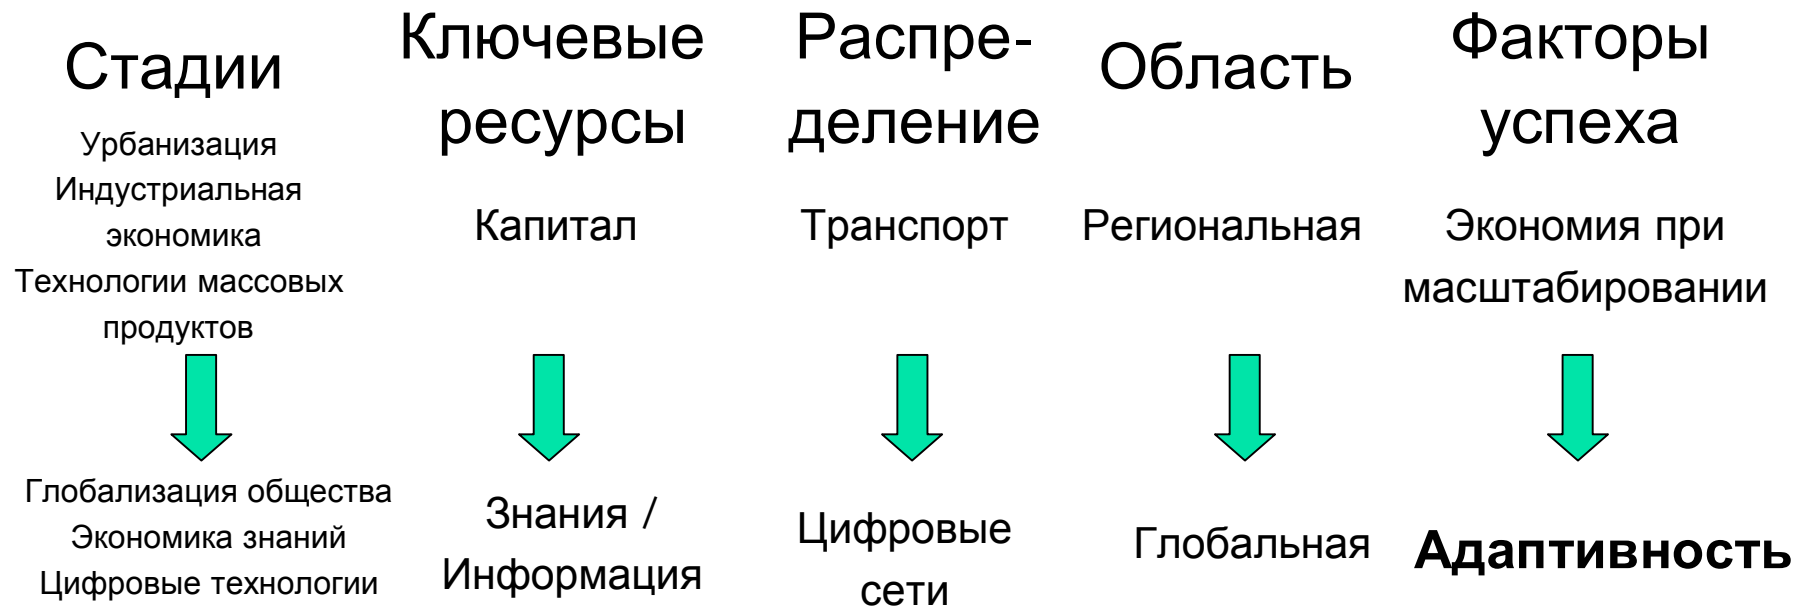 Стадии
Урбанизация
Индустриальная
экономика
Технологии массовых
продуктов
Глобализация общества
Экономика знаний
Цифровые технологии
Ключевые
ресурсы
Капитал
Знания /
Информация
Распре-
деление
Транспорт
Цифровые
сети
Область
Региональная
Глобальная
Факторы
успеха
Экономия при
масштабировании
Адаптивность